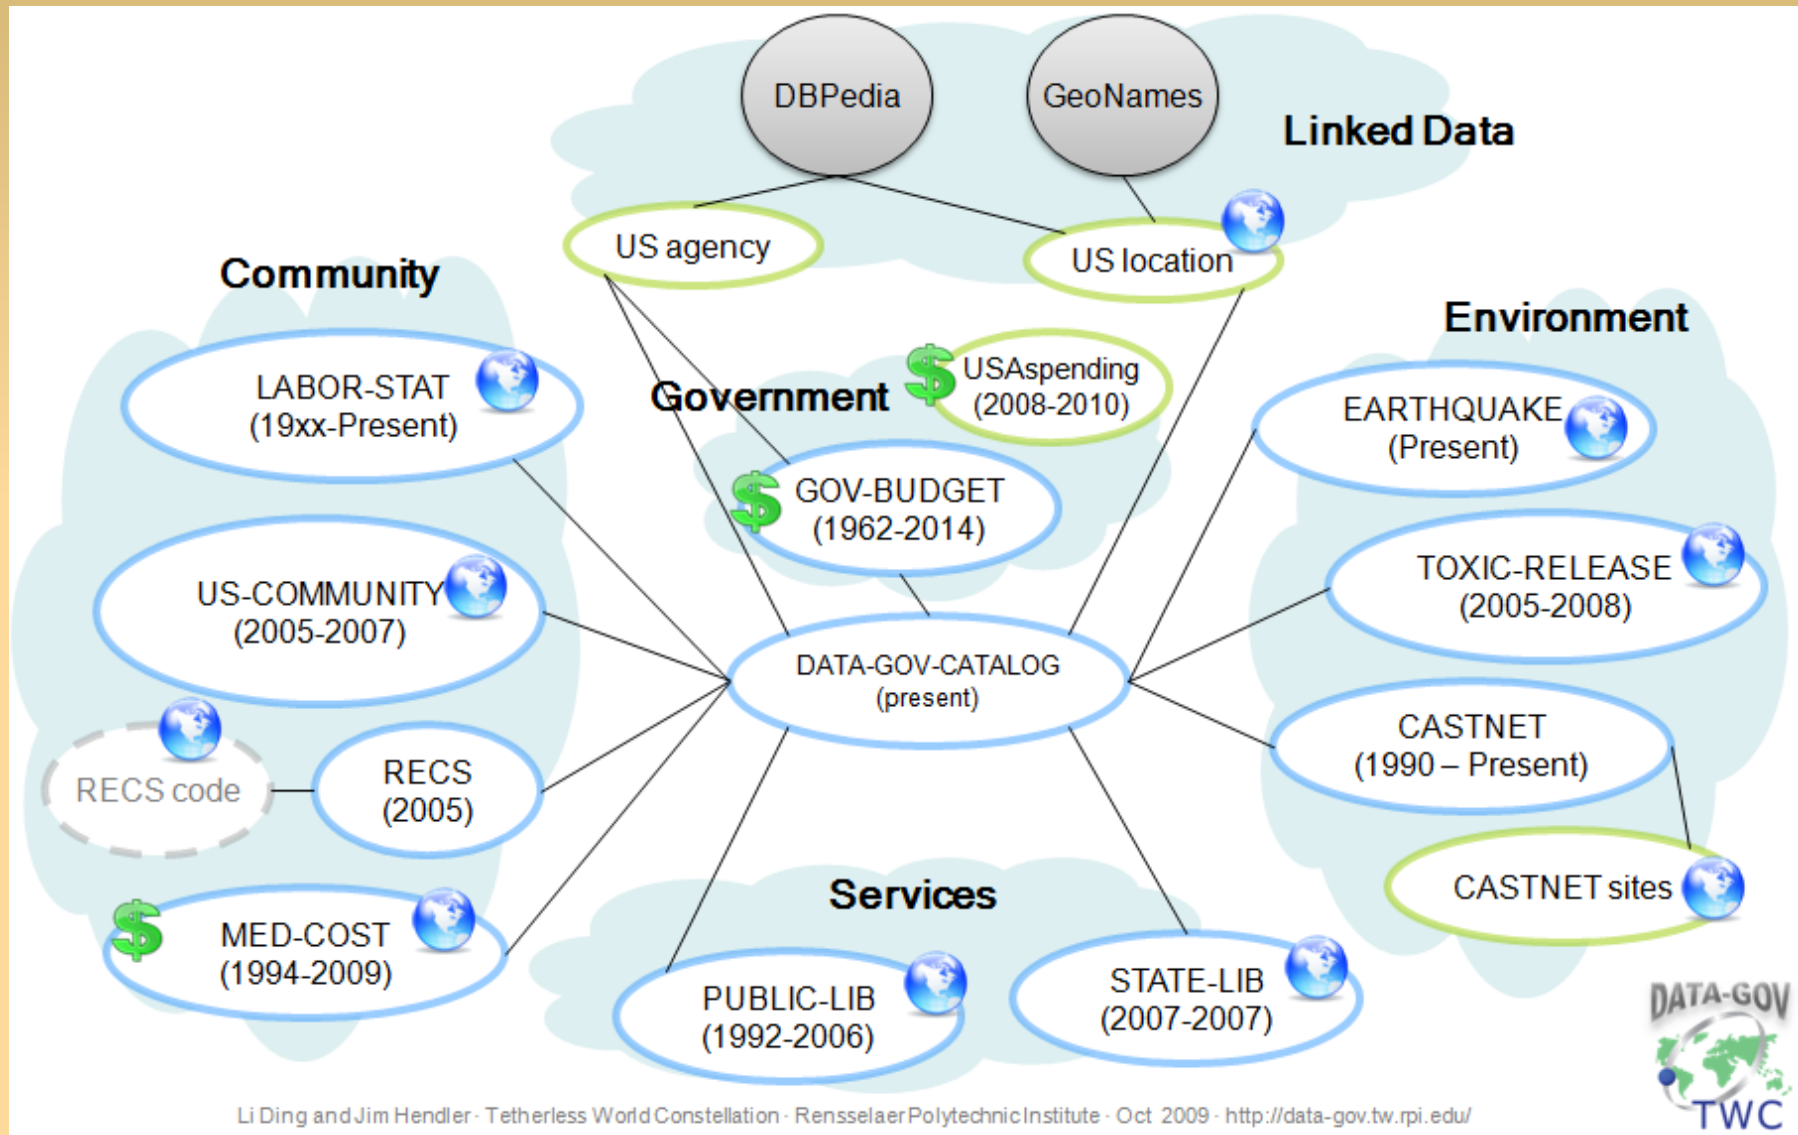 DBPedia
GeoNames
Linked Data
US agency
US location
Community
Environment
LABOR-STAT
(19xx-Present)
Government
$
USAspending
(2008-2010)
EARTHQUAKE
(Present)
$
GOV-BUDGET
(1962-2014)
US-COMMUNITY
(2005-2007)
TOXIC-RELEASE
(2005-2008)
DATA-GOV-CATALOG
(present)
RECS code
RECS
(2005)
CASTNET
(1990 – Present)
CASTNET sites
$
MED-COST
(1994-2009)
Services
PUBLIC-LIB
(1992-2006)
STATE-LIB
(2007-2007)
DATA-GOV
TWC
Li Ding and Jim Hendler · Tetherless World Constellation · Rensselaer Polytechnic Institute · Oct 2009 · http://data-gov.tw.rpi.edu/